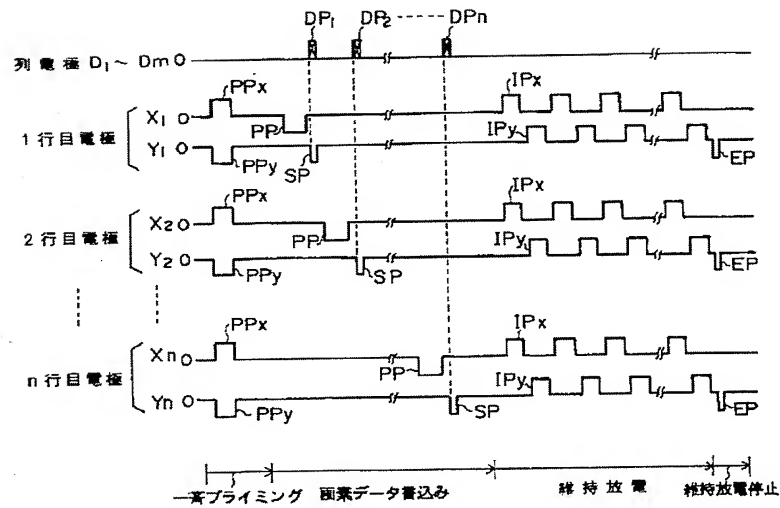 DP1 DP2 ------ DPn
列電極 D1～Dm 0
PPx IPx
X1 0
PP
1行目電極
IPy
Y1 0
PPy SP EP
PPx IPx
X2 0
PP
2行目電極
IPy
Y2 0
PPy SP EP
PPx IPx
Xn 0
PP
n行目電極
IPy
Yn 0
PPy SP EP
一斉プライミング 画素データ書込み 維持放電 維持放電停止